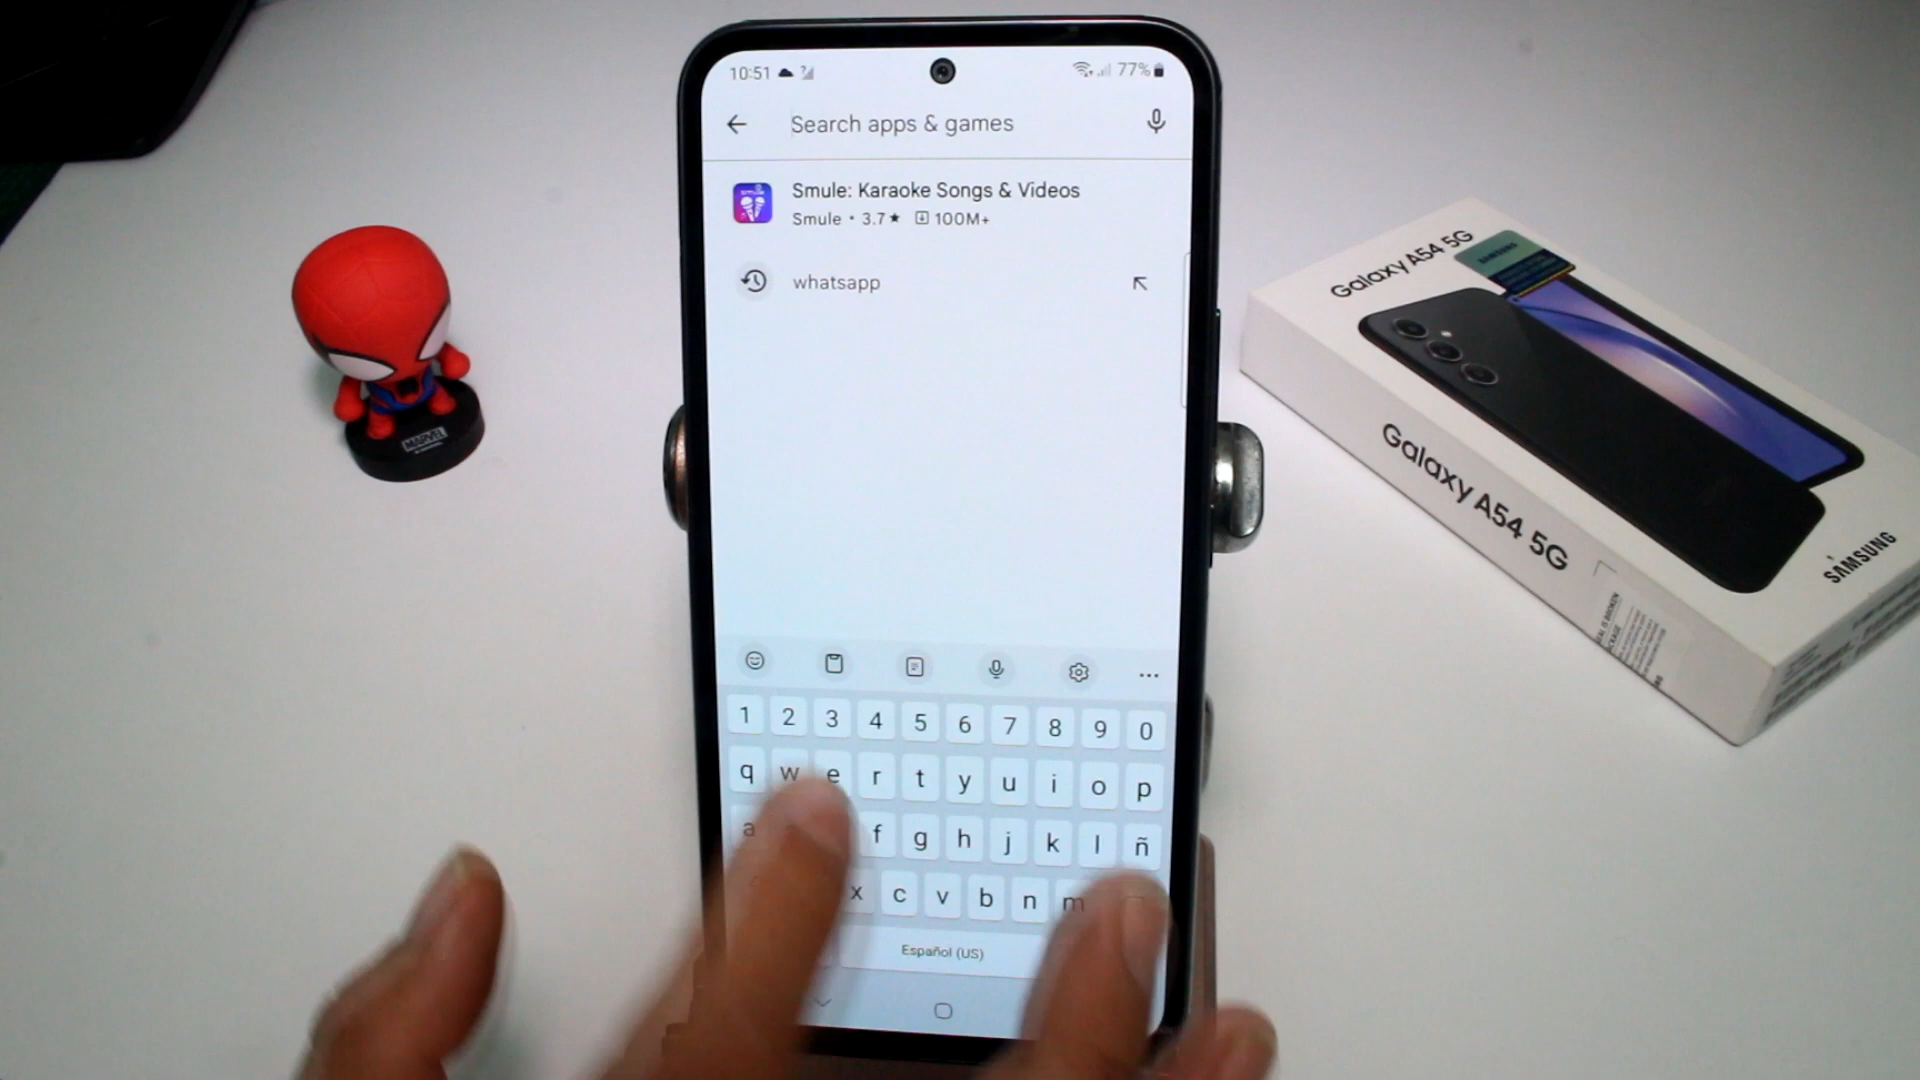 10:51
77%
Search apps & games
Smule: Karaoke Songs & Videos
Smule • 3.7★ 100M+
whatsapp
1 2 3 4 5 6 7 8 9 0
q w e r t y u i o p
a f g h j k l ñ
x c v b n m
Español (US)
MARVEL
Galaxy A54 5G
SAMSUNG
Galaxy A54 5G
SAMSUNG